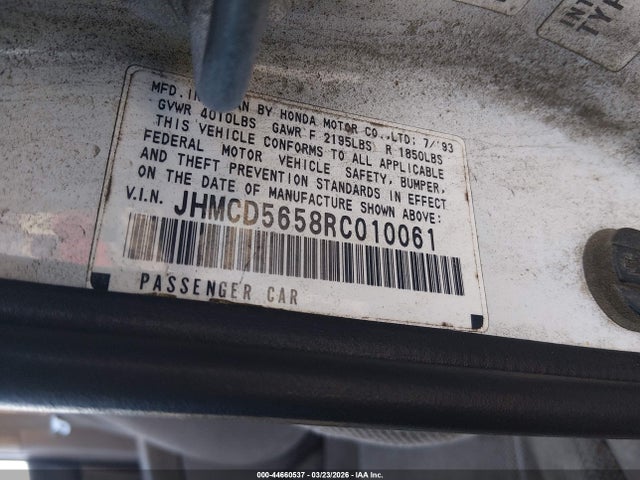 MFD. IN JAPAN BY HONDA MOTOR CO.,LTD; 7/'93
GVWR 4010LBS GAWR F 2195LBS R 1850LBS
THIS VEHICLE CONFORMS TO ALL APPLICABLE
FEDERAL MOTOR VEHICLE SAFETY, BUMPER,
AND THEFT PREVENTION STANDARDS IN EFFECT
ON THE DATE OF MANUFACTURE SHOWN ABOVE:
V.I.N. JHMCD5658RC010061
PASSENGER CAR
000-44660537 - 03/23/2026 - IAA Inc.